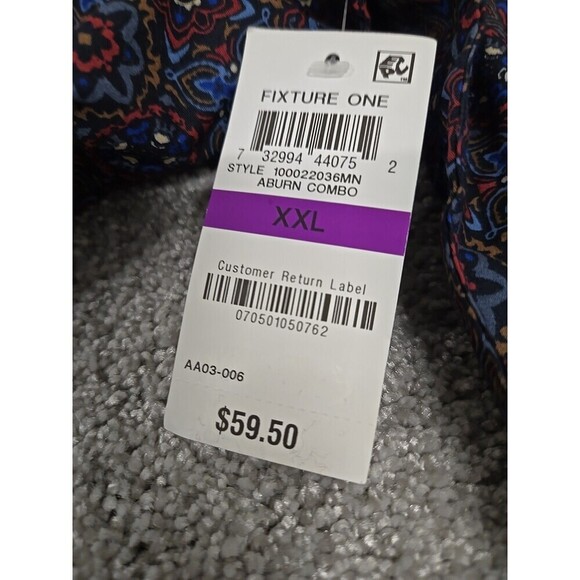 FIXTURE ONE
7 32994 44075 2
STYLE 100022036MN
ABURN COMBO
XXL
Customer Return Label
070501050762
AA03-006
$59.50